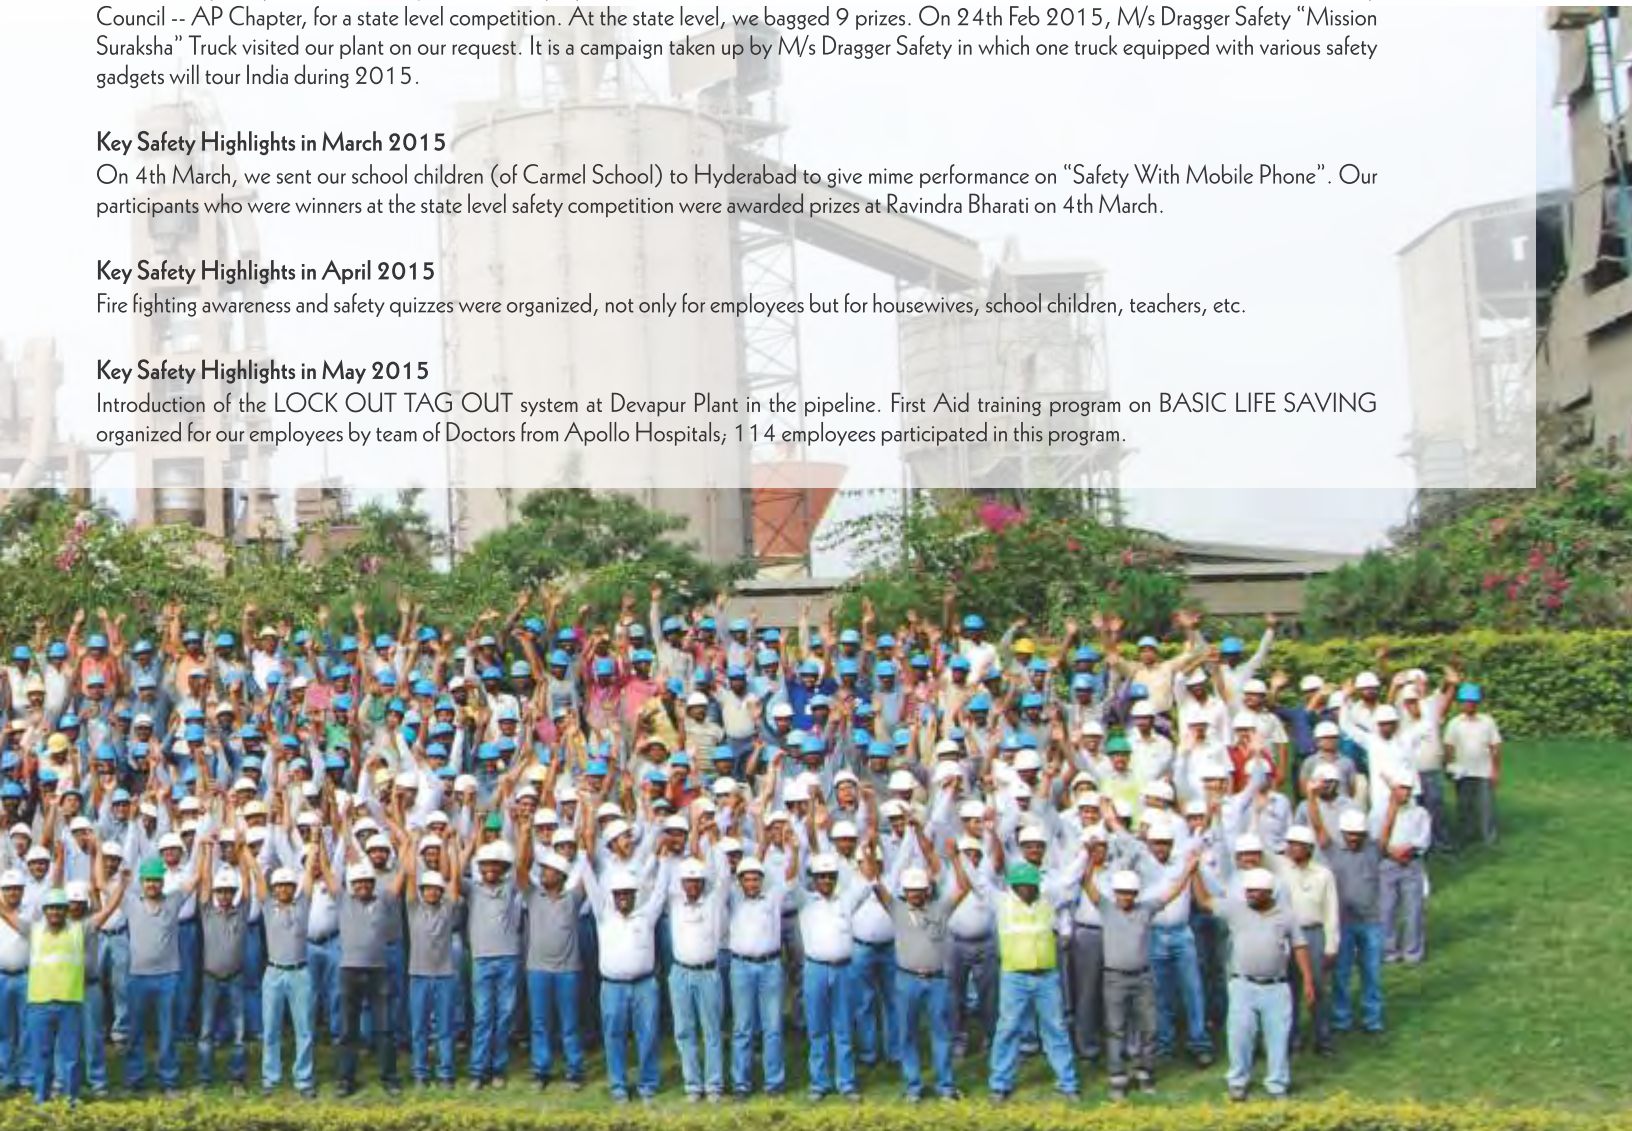 Council -- AP Chapter, for a state level competition. At the state level, we bagged 9 prizes. On 24th Feb 2015, M/s Dragger Safety “Mission
Suraksha” Truck visited our plant on our request. It is a campaign taken up by M/s Dragger Safety in which one truck equipped with various safety
gadgets will tour India during 2015.
Key Safety Highlights in March 2015
On 4th March, we sent our school children (of Carmel School) to Hyderabad to give mime performance on “Safety With Mobile Phone”. Our
participants who were winners at the state level safety competition were awarded prizes at Ravindra Bharati on 4th March.
Key Safety Highlights in April 2015
Fire fighting awareness and safety quizzes were organized, not only for employees but for housewives, school children, teachers, etc.
Key Safety Highlights in May 2015
Introduction of the LOCK OUT TAG OUT system at Devapur Plant in the pipeline. First Aid training program on BASIC LIFE SAVING
organized for our employees by team of Doctors from Apollo Hospitals; 114 employees participated in this program.